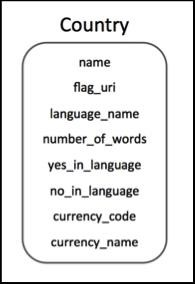 Country
name
flag_uri
language_name
number_of_words
yes_in_language
no_in_language
currency_code
currency_name